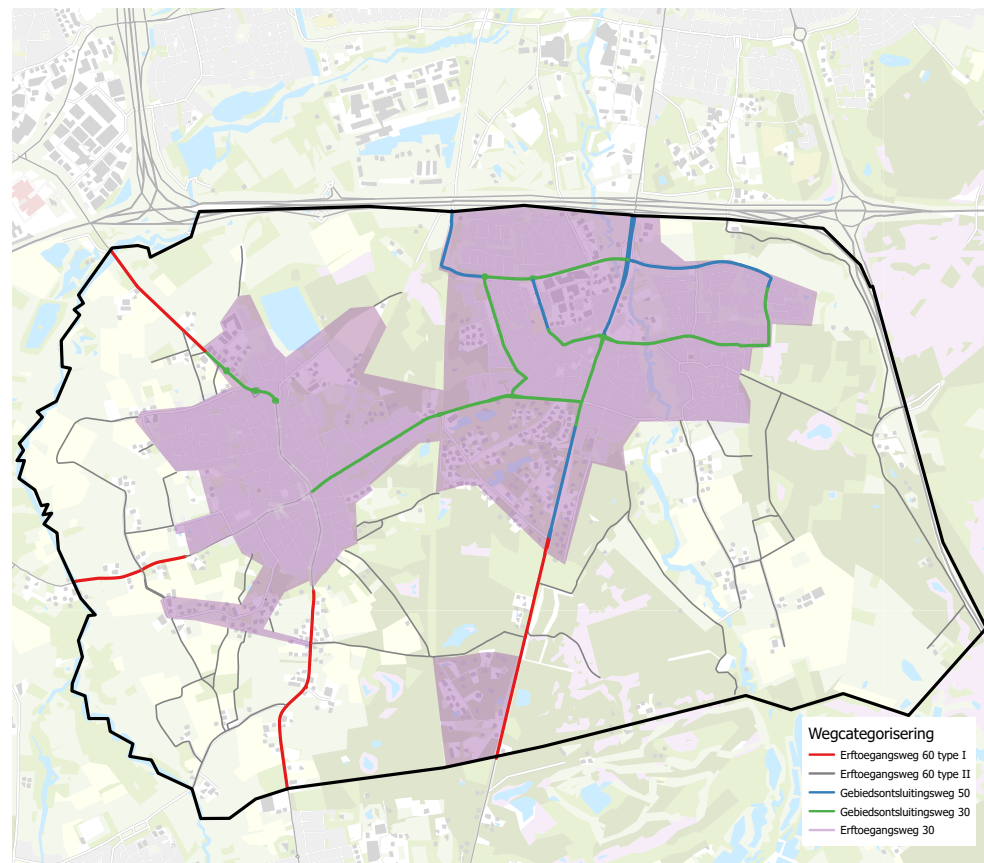 Wegcategorisering
Erftoegangsweg 60 type I
Erftoegangsweg 60 type II
Gebiedsontsluitingsweg 50
Gebiedsontsluitingsweg 30
Erftoegangsweg 30